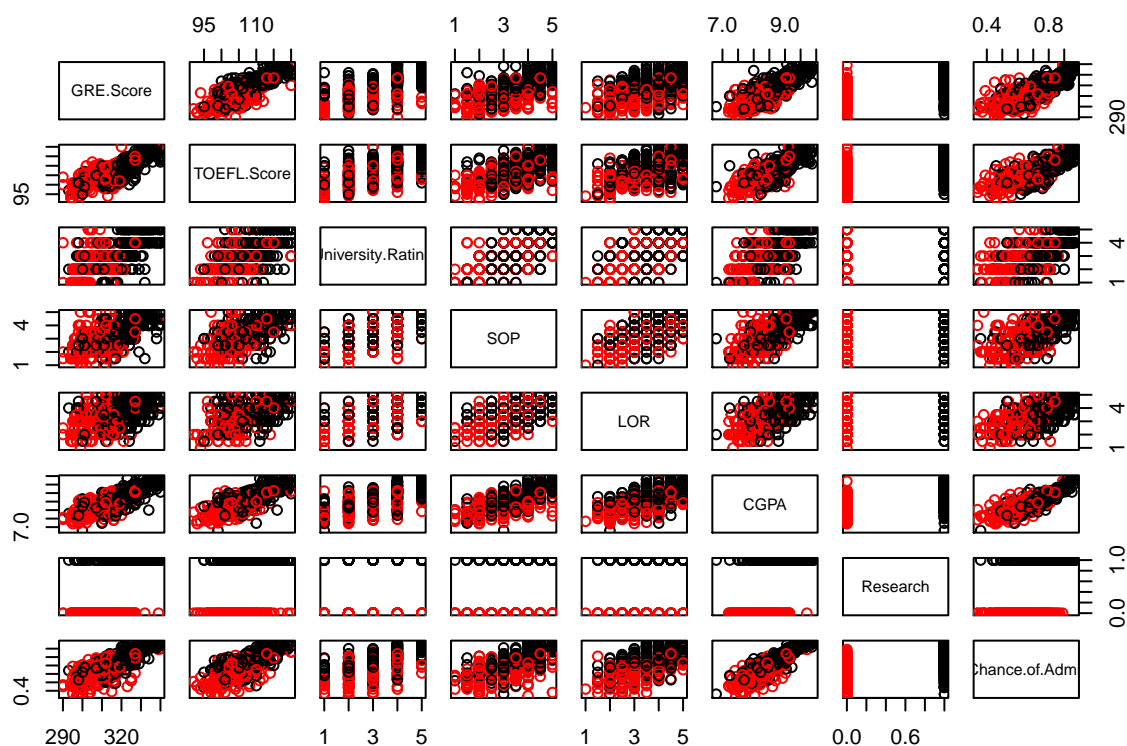 95 110 1 3 5 7.0 9.0 0.4 0.8
GRE.Score 290
95 TOEFL.Score
University.Ratin 4 1
4 1 SOP
LOR 4 1
7.0 CGPA
Research 1.0 0.0
0.4 Chance.of.Adm
290 320 1 3 5 1 3 5 0.0 0.6